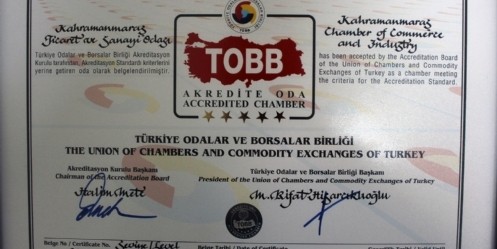 TOBB
Kahramanmaraş
Ticaret ve Sanayi Odası
Türkiye Odalar ve Borsalar Birliği Akreditasyon
Kurulu tarafından, Akreditasyon Standardı kriterlerini
yerine getiren oda olarak belgelendirilmiştir.
Kahramanmaraş
Chamber of Commerce
and Industry
has been accepted by the Accreditation Board
of the Union of Chambers and Commodity
Exchanges of Turkey as a chamber meeting
the criteria for the Accreditation Standard.
TOBB
AKREDİTE ODA
ACCREDITED CHAMBER
TÜRKİYE ODALAR VE BORSALAR BİRLİĞİ
THE UNION OF CHAMBERS AND COMMODITY EXCHANGES OF TURKEY
Akreditasyon Kurulu Başkanı
Chairman of the Accreditation Board
Halim Mete
Türkiye Odalar ve Borsalar Birliği Başkanı
President of the Union of Chambers and Commodity Exchanges of Turkey
M. Rifat Hisarcıklıoğlu
Belge No / Certificate No.
Seviye/Level
Belge Tarihi / Date of